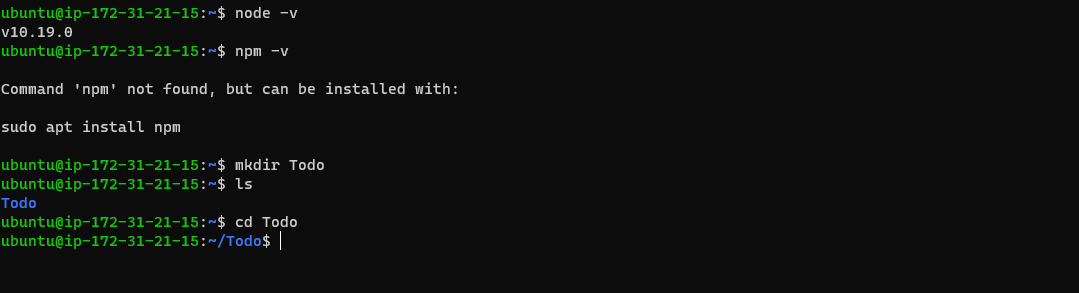 ubuntu@ip-172-31-21-15:~$ node -v
v10.19.0
ubuntu@ip-172-31-21-15:~$ npm -v
Command 'npm' not found, but can be installed with:
sudo apt install npm
ubuntu@ip-172-31-21-15:~$ mkdir Todo
ubuntu@ip-172-31-21-15:~$ ls
Todo
ubuntu@ip-172-31-21-15:~$ cd Todo
ubuntu@ip-172-31-21-15:~/Todo$